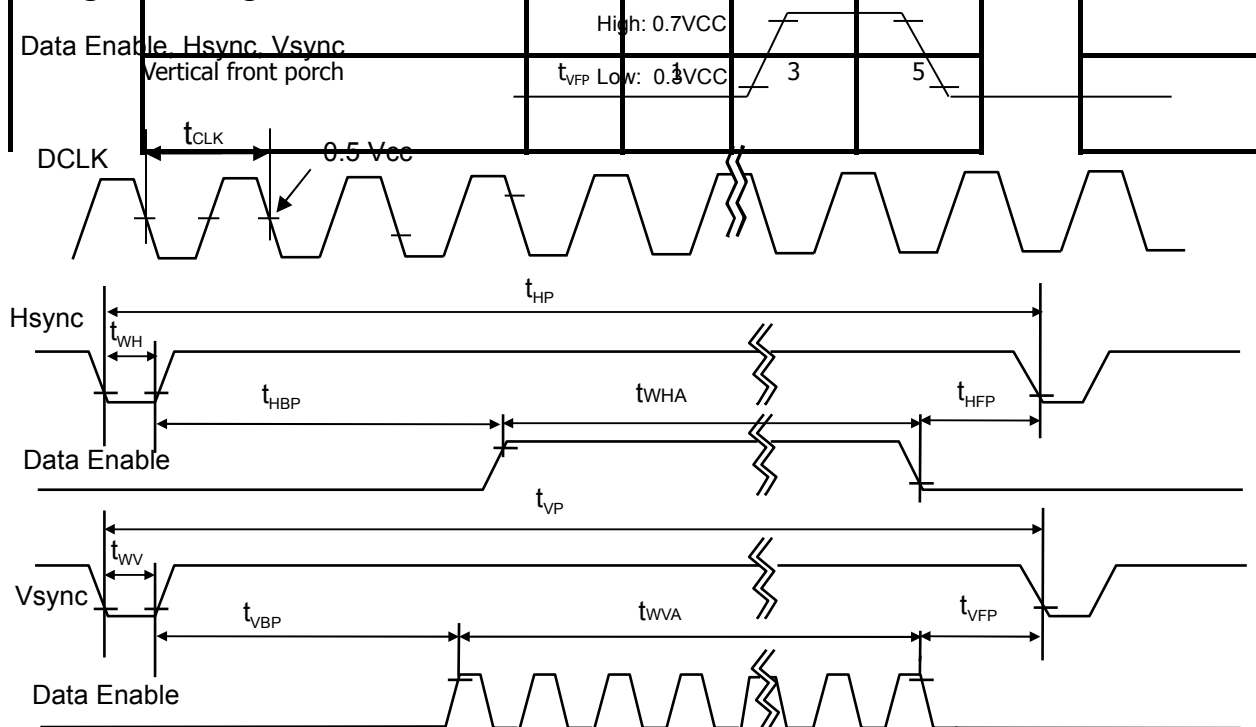 High: 0.7VCC
Data Enable, Hsync, Vsync
Vertical front porch tVFP 1 3 5
Low: 0.3VCC
tCLK
DCLK
0.5 Vcc
tHP
Hsync
tWH
tHBP tWHA tHFP
Data Enable
tVP
tWV
Vsync
tVBP tWVA tVFP
Data Enable